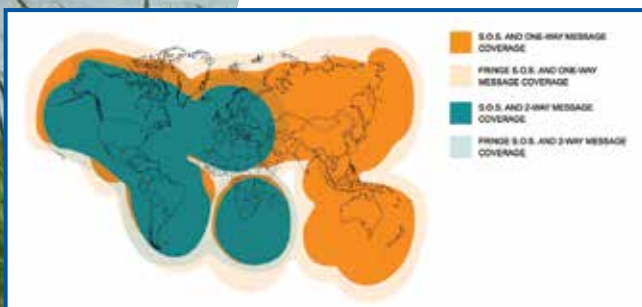 S.O.S. AND ONE-WAY MESSAGE
COVERAGE
FRINGE S.O.S. AND ONE-WAY
MESSAGE COVERAGE
S.O.S. AND 2-WAY MESSAGE
COVERAGE
FRINGE S.O.S. AND 2-WAY MESSAGE
COVERAGE